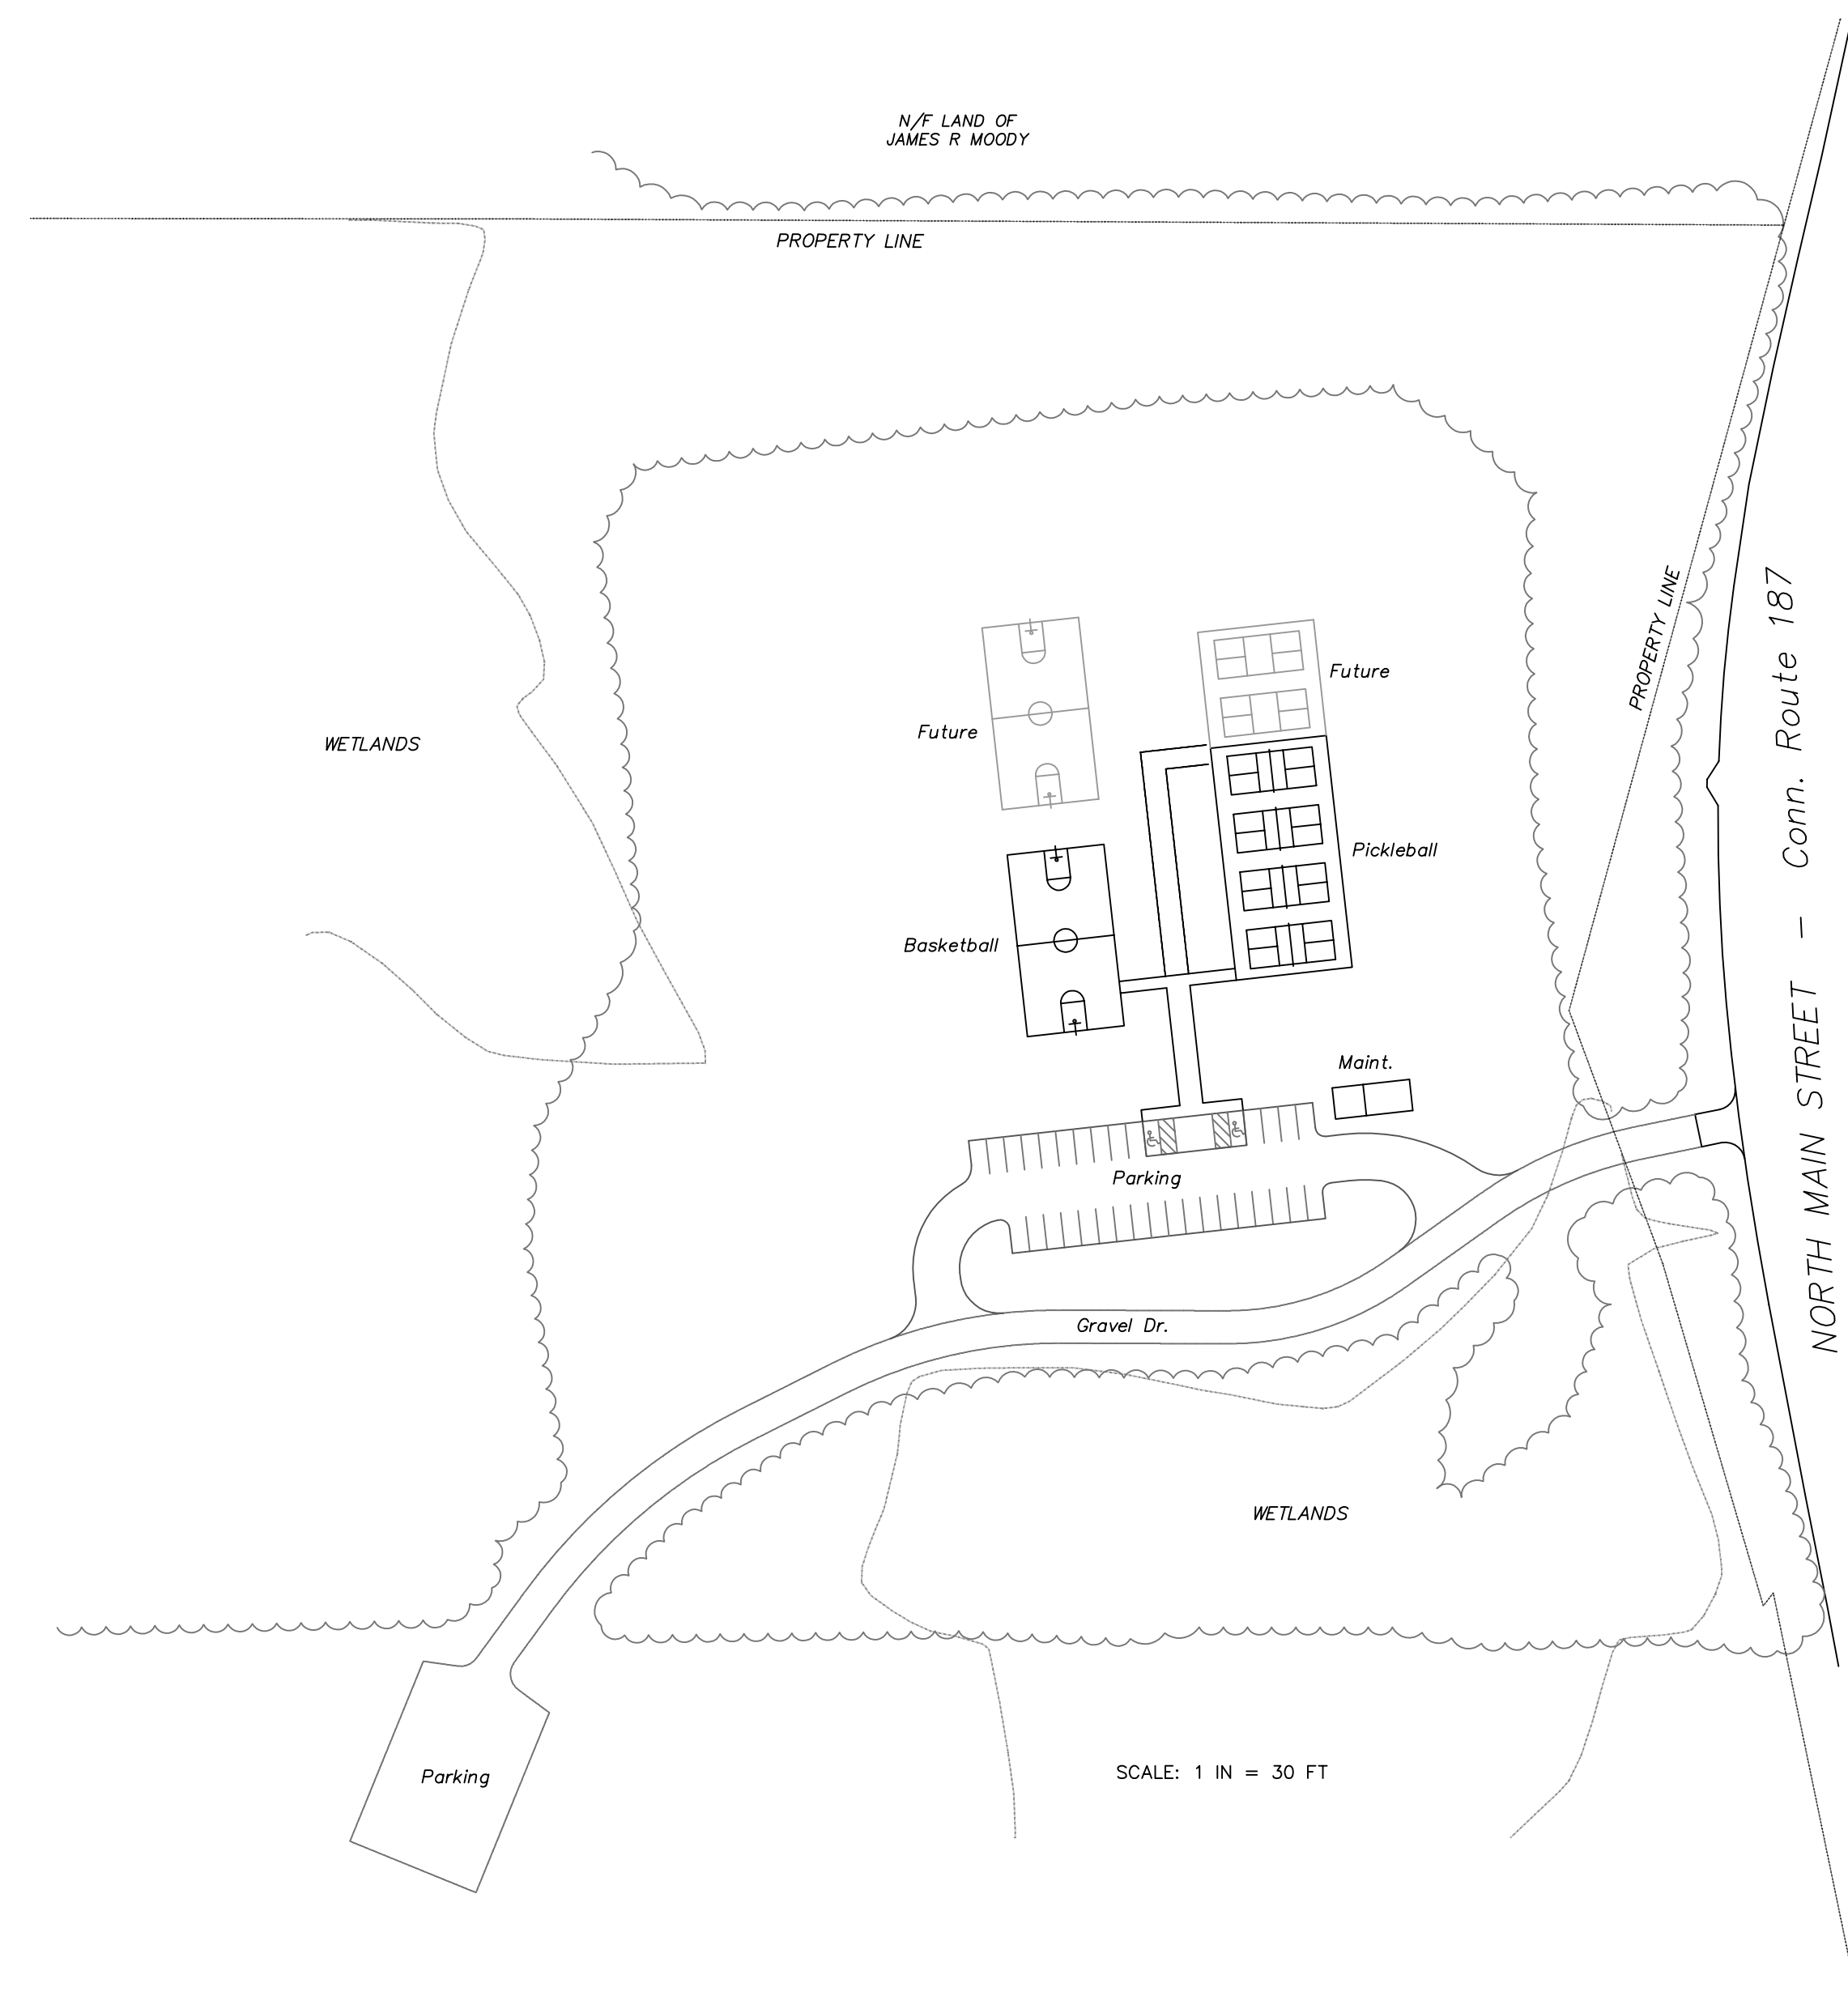 N/F LAND OF
JAMES R MOODY
PROPERTY LINE
PROPERTY LINE
NORTH MAIN STREET - Conn. Route 187
WETLANDS
Future
Future
Pickleball
Basketball
Maint.
Parking
Gravel Dr.
WETLANDS
Parking
SCALE: 1 IN = 30 FT